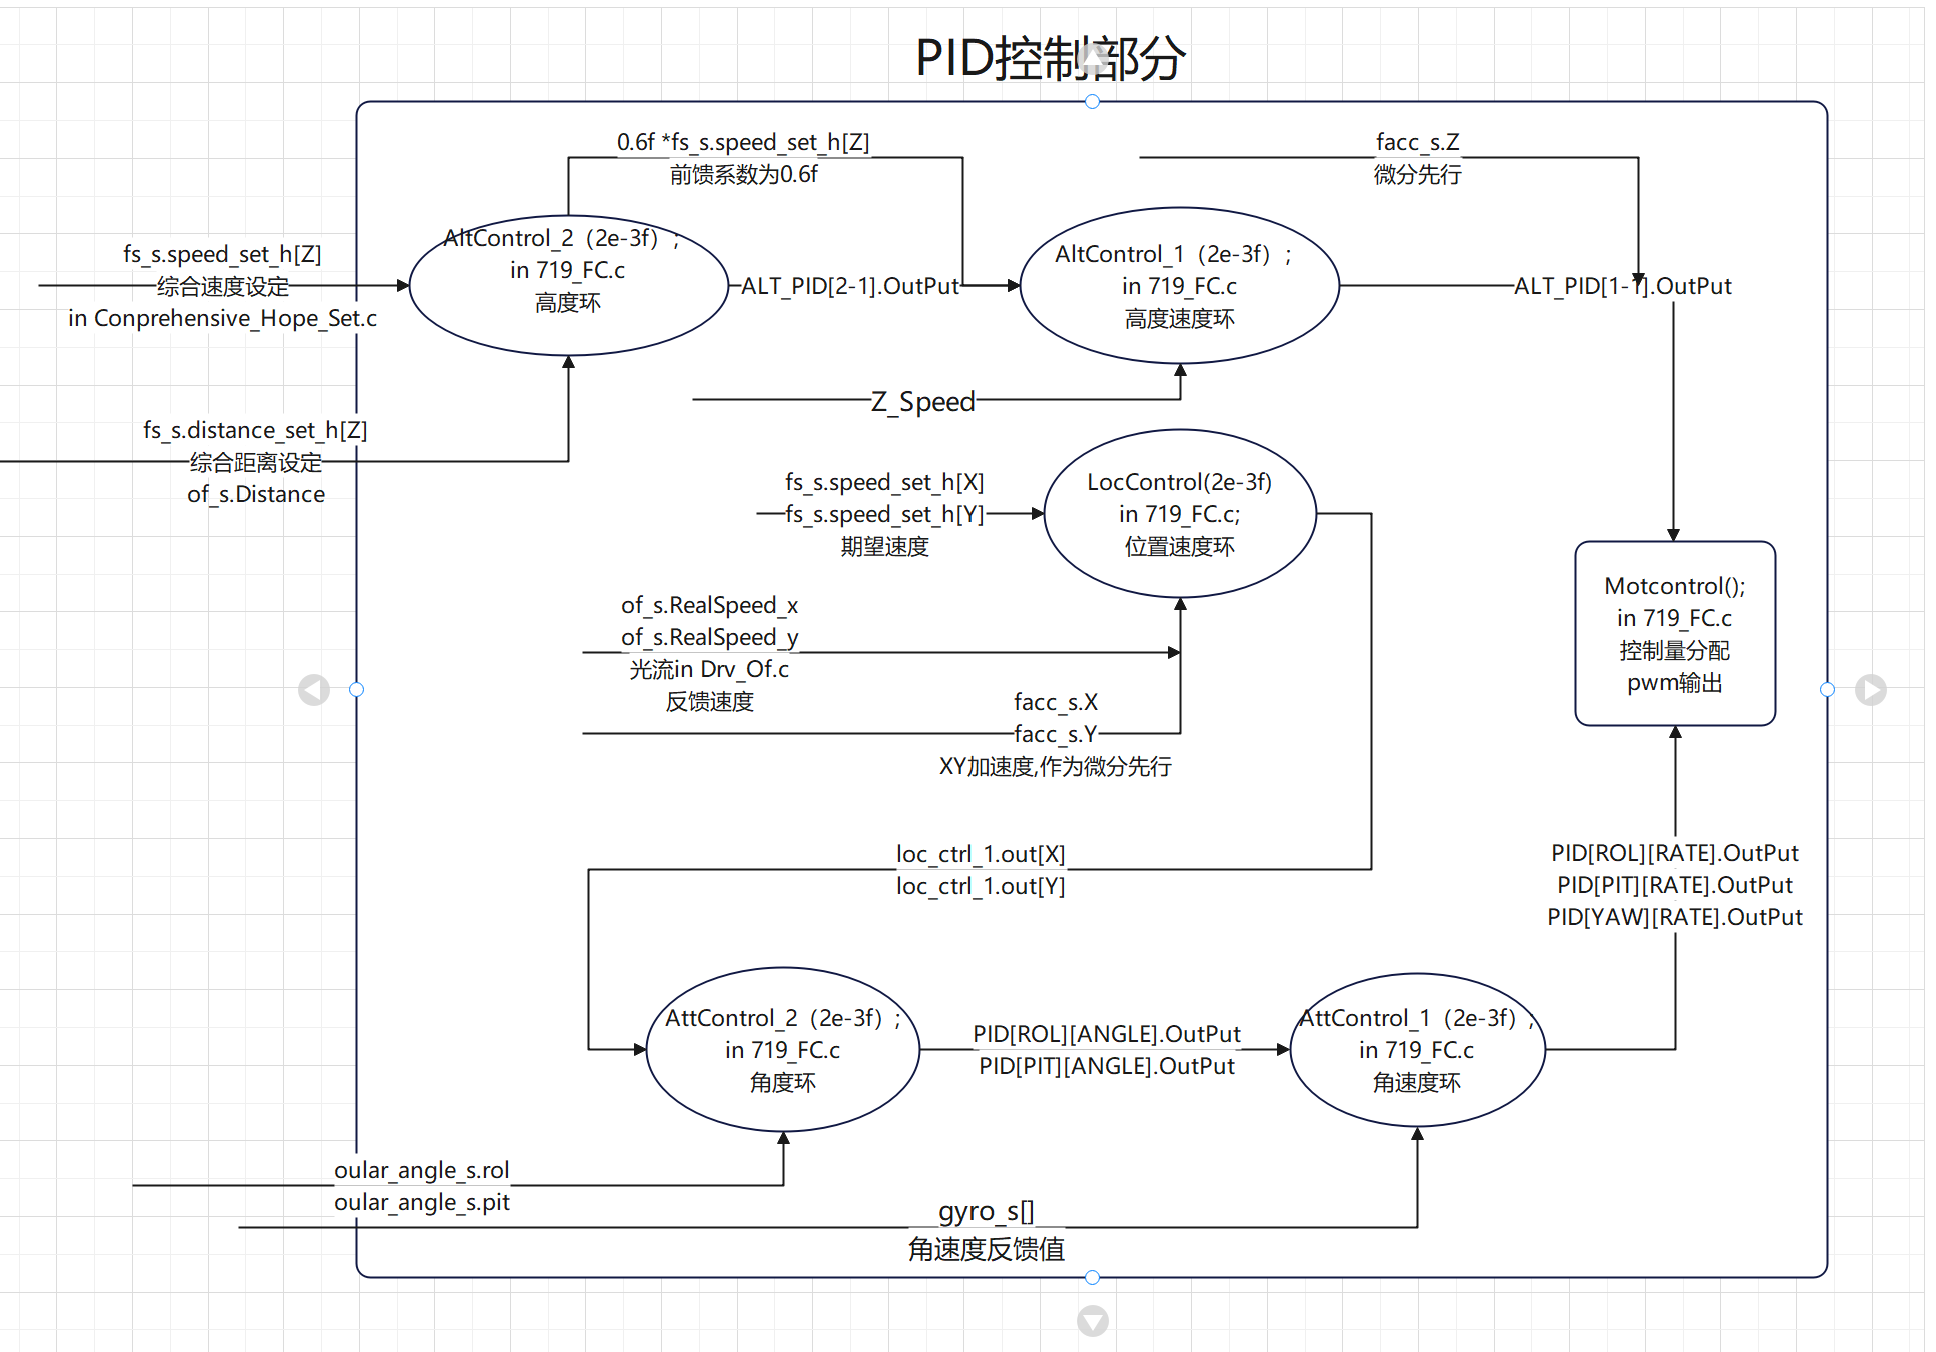 PID控制部分
0.6f *fs_s.speed_set_h[Z]
前馈系数为0.6f
facc_s.Z
微分先行
fs_s.speed_set_h[Z]
综合速度设定
in Conprehensive_Hope_Set.c
AltControl_2（2e-3f）;
in 719_FC.c
高度环
ALT_PID[2-1].OutPut
AltControl_1（2e-3f）;
in 719_FC.c
高度速度环
ALT_PID[1-1].OutPut
Z_Speed
fs_s.distance_set_h[Z]
综合距离设定
of_s.Distance
fs_s.speed_set_h[X]
fs_s.speed_set_h[Y]
期望速度
LocControl(2e-3f)
in 719_FC.c;
位置速度环
of_s.RealSpeed_x
of_s.RealSpeed_y
光流in Drv_Of.c
反馈速度
facc_s.X
facc_s.Y
XY加速度,作为微分先行
Motcontrol();
in 719_FC.c
控制量分配
pwm输出
loc_ctrl_1.out[X]
loc_ctrl_1.out[Y]
PID[ROL][RATE].OutPut
PID[PIT][RATE].OutPut
PID[YAW][RATE].OutPut
AttControl_2（2e-3f）;
in 719_FC.c
角度环
PID[ROL][ANGLE].OutPut
PID[PIT][ANGLE].OutPut
AttControl_1（2e-3f）;
in 719_FC.c
角速度环
oular_angle_s.rol
oular_angle_s.pit
gyro_s[]
角速度反馈值